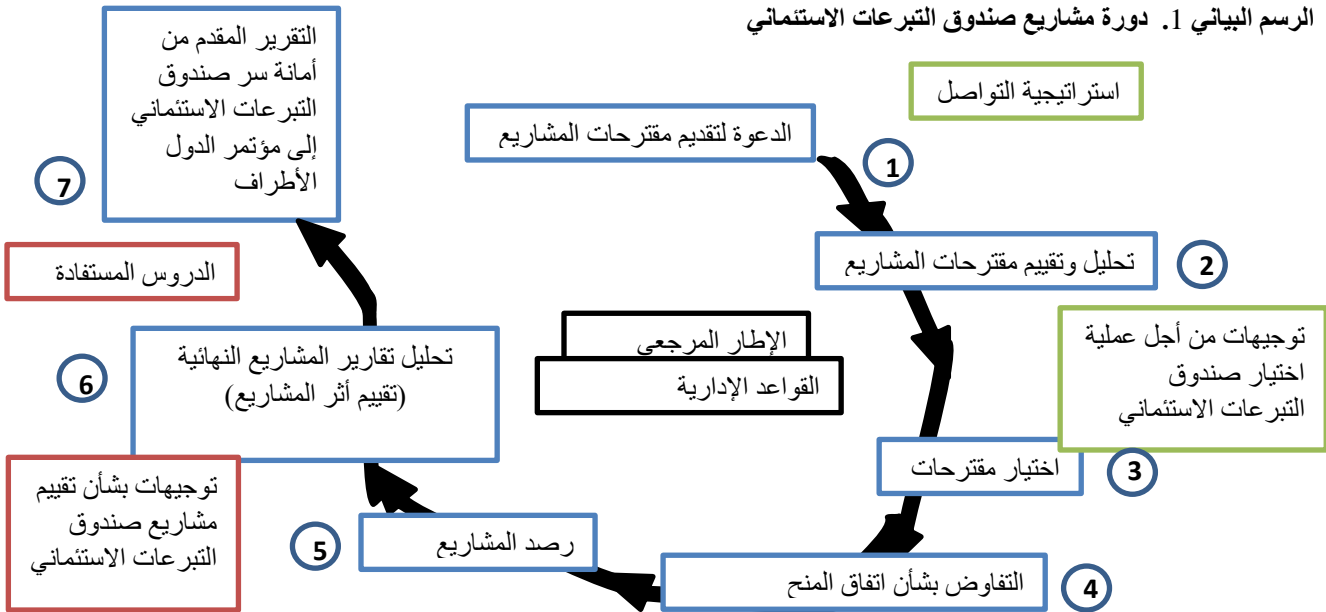 الرسم البياني 1. دورة مشاريع صندوق التبرعات الاستئماني
استراتيجية التواصل
الدعوة لتقديم مقترحات المشاريع
1
تحليل وتقييم مقترحات المشاريع
2
توجيهات من أجل عملية
اختيار صندوق
التبرعات الاستئماني
اختيار مقترحات
3
التفاوض بشأن اتفاق المنح
4
رصد المشاريع
5
تحليل تقارير المشاريع النهائية
(تقييم أثر المشاريع)
6
توجيهات بشأن تقييم
مشاريع صندوق
التبرعات الاستئماني
الدروس المستفادة
التقرير المقدم من
أمانة سر صندوق
التبرعات الاستئماني
إلى مؤتمر الدول
الأطراف
7
الإطار المرجعي
القواعد الإدارية